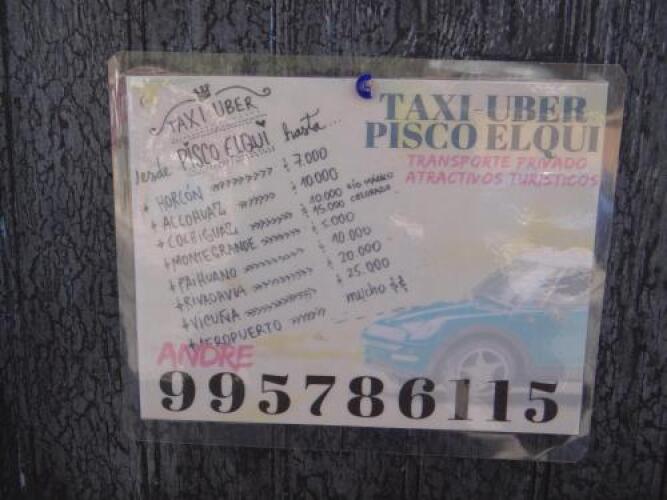 TAXI UBER
desde PISCO ELQUI hasta...
+ HORCÓN >>>>>>>>>> $ 7.000
+ ALCOHUAZ >>>>>>> 10.000
+ COCHIGUAZ >>>>>>> 10.000 RÍO MÁGICO
15.000 COLORADO
+ MONTEGRANDE >>>>>>> 5.000
+ PAIHUANO >>>>>>>> 10.000
+ RIVADAVIA >>>>>>>> 20.000
+ VICUÑA >>>>>>>> 25.000
+ AEROPUERTO >>>>> mucho $$
TAXI-UBER
PISCO ELQUI
TRANSPORTE PRIVADO
ATRACTIVOS TURÍSTICOS
ANDRE
995786115